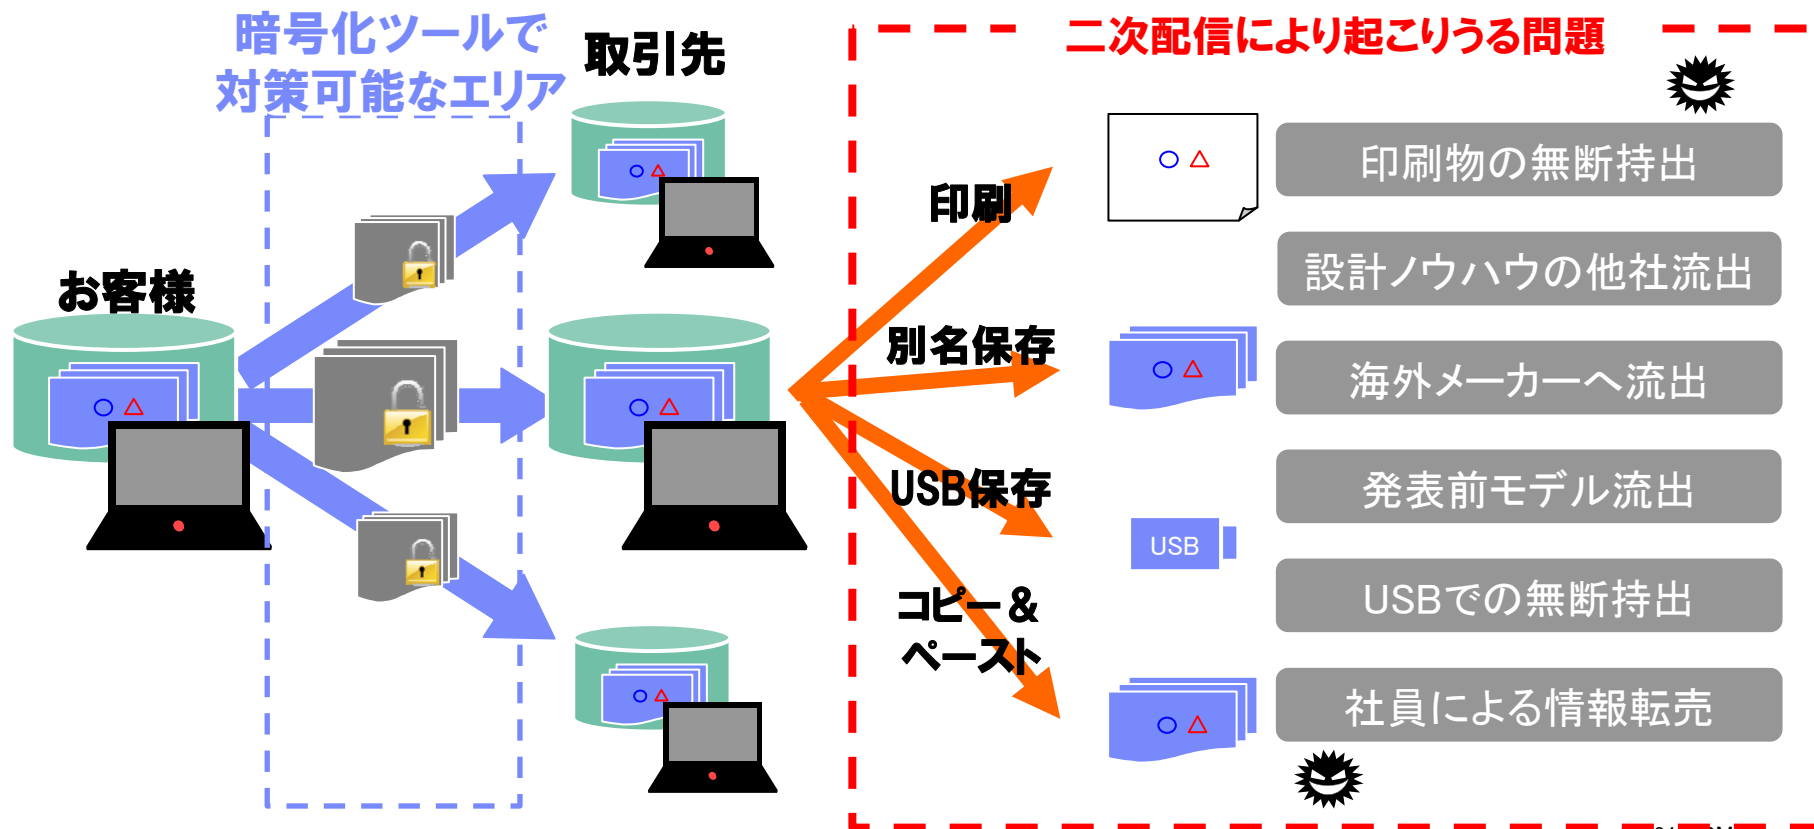 暗号化ツールで
対策可能なエリア
取引先
お客様
二次配信により起こりうる問題
印刷
別名保存
USB保存
コピー＆
ペースト
USB
印刷物の無断持出
設計ノウハウの他社流出
海外メーカーへ流出
発表前モデル流出
USBでの無断持出
社員による情報転売